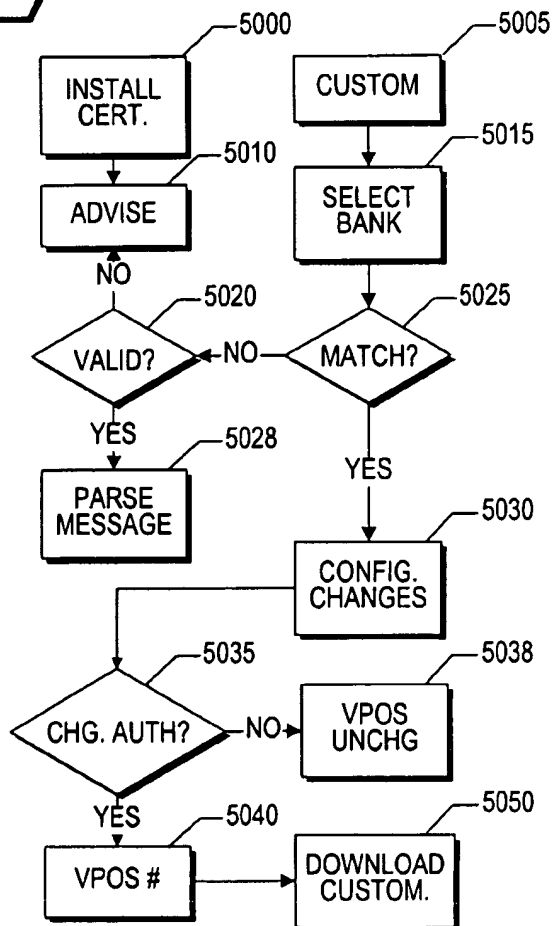 5000
INSTALL
CERT.
5005
CUSTOM
5010
ADVISE
5015
SELECT
BANK
NO
5020
VALID?
NO
5025
MATCH?
YES
5028
PARSE
MESSAGE
YES
5030
CONFIG.
CHANGES
5035
CHG. AUTH?
NO
5038
VPOS
UNCHG
YES
5040
VPOS #
5050
DOWNLOAD
CUSTOM.